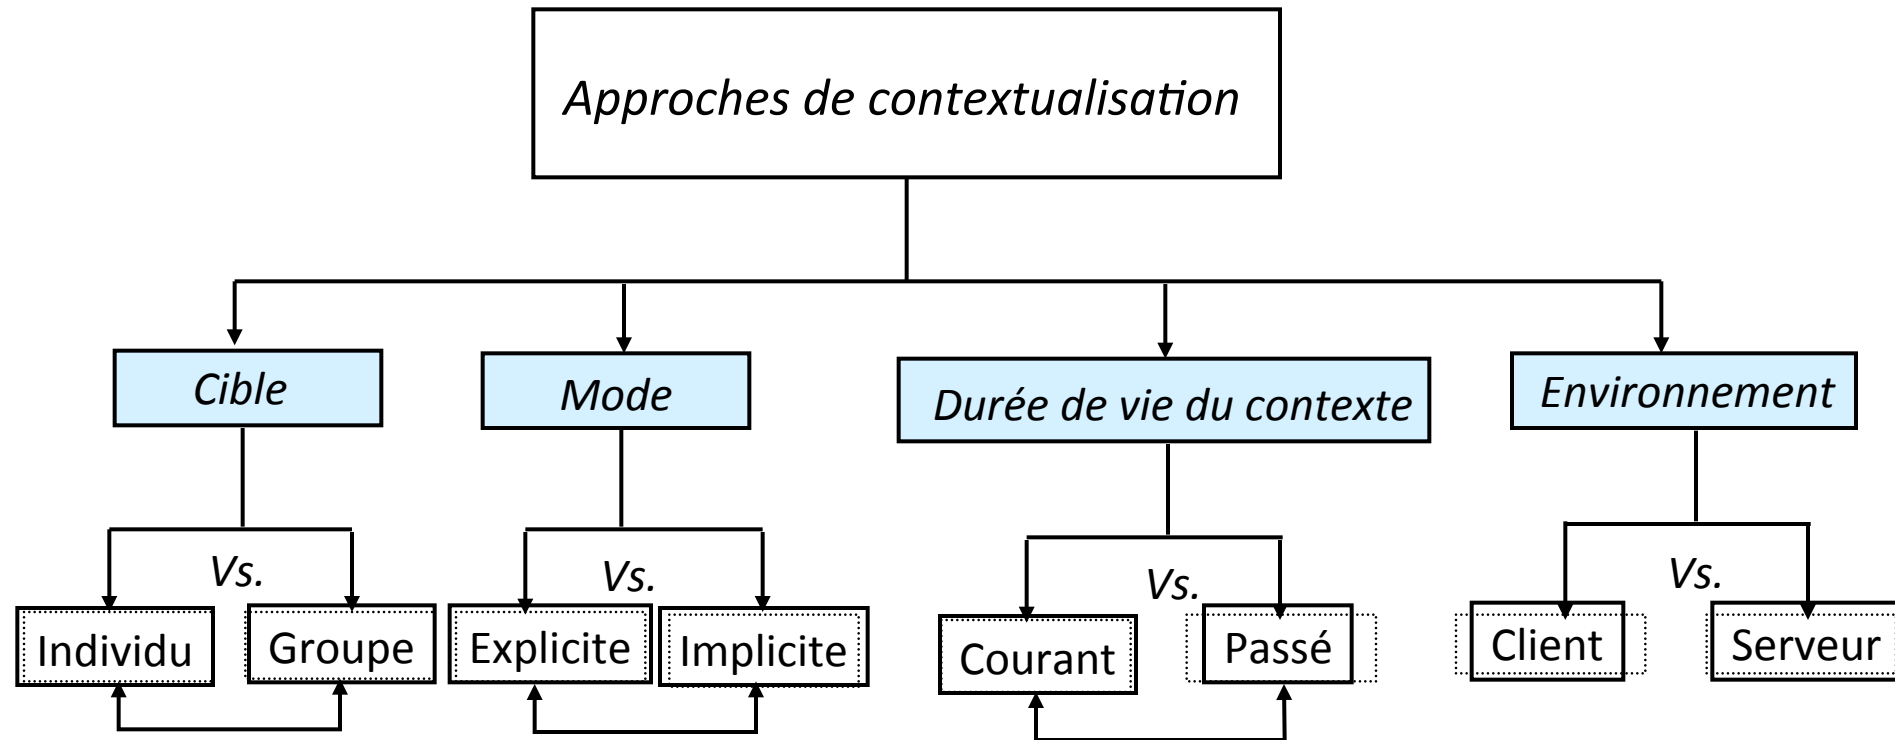 Approches de contextualisation
Cible
Mode
Durée de vie du contexte
Environnement
Vs.
Vs.
Vs.
Vs.
Individu
Groupe
Explicite
Implicite
Courant
Passé
Client
Serveur